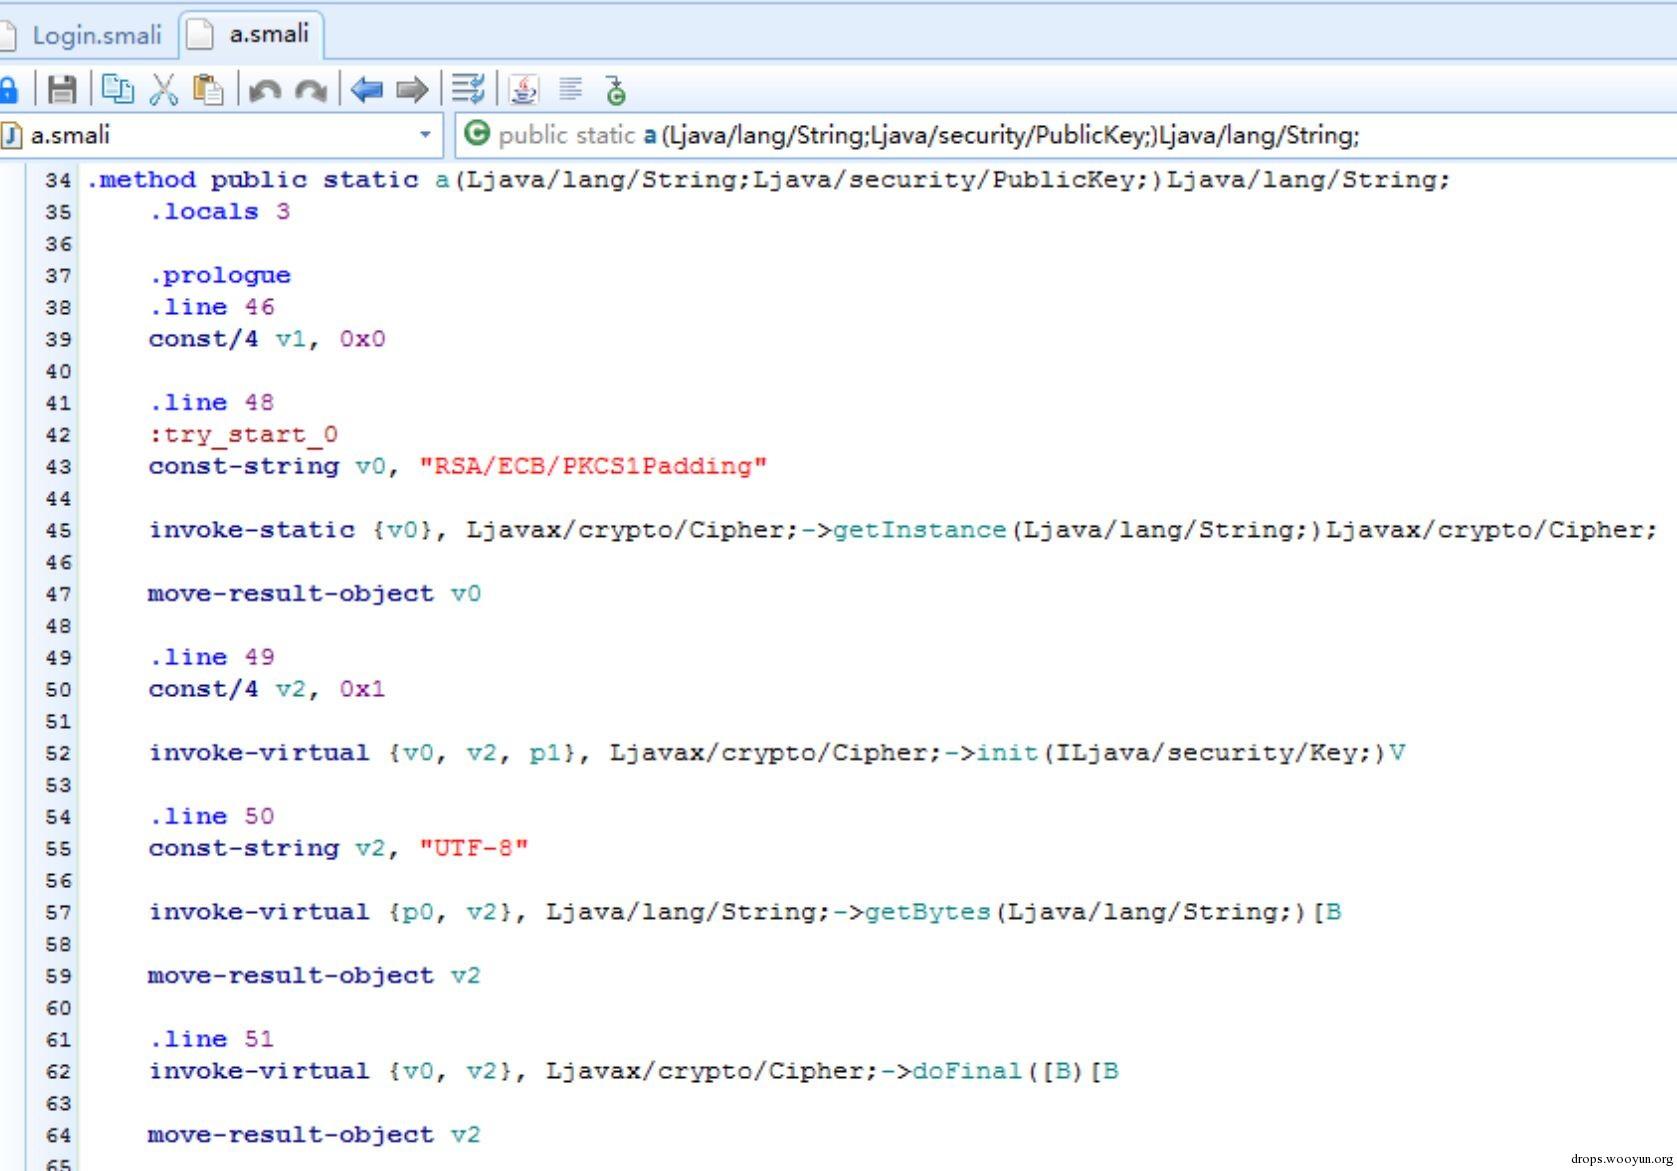 Login.smali
a.smali
a.smali
public static a(Ljava/lang/String;Ljava/security/PublicKey;)Ljava/lang/String;
34 .method public static a(Ljava/lang/String;Ljava/security/PublicKey;)Ljava/lang/String;
35 .locals 3
36
37 .prologue
38 .line 46
39 const/4 v1, 0x0
40
41 .line 48
42 :try_start_0
43 const-string v0, "RSA/ECB/PKCS1Padding"
44
45 invoke-static {v0}, Ljavax/crypto/Cipher;->getInstance(Ljava/lang/String;)Ljavax/crypto/Cipher;
46
47 move-result-object v0
48
49 .line 49
50 const/4 v2, 0x1
51
52 invoke-virtual {v0, v2, p1}, Ljavax/crypto/Cipher;->init(ILjava/security/Key;)V
53
54 .line 50
55 const-string v2, "UTF-8"
56
57 invoke-virtual {p0, v2}, Ljava/lang/String;->getBytes(Ljava/lang/String;)[B
58
59 move-result-object v2
60
61 .line 51
62 invoke-virtual {v0, v2}, Ljavax/crypto/Cipher;->doFinal([B)[B
63
64 move-result-object v2
65
drops.wooyun.org